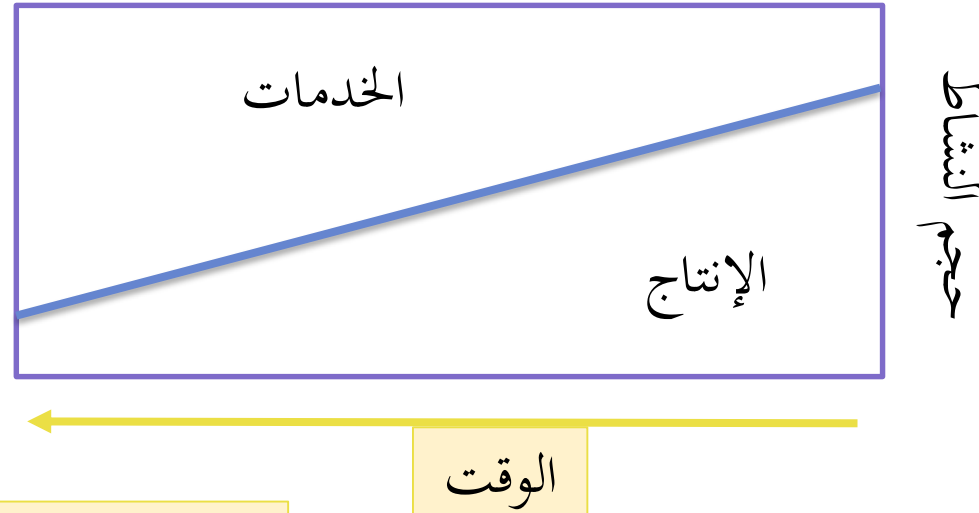 الخدمات
حجم النشاط
الإنتاج
الوقت